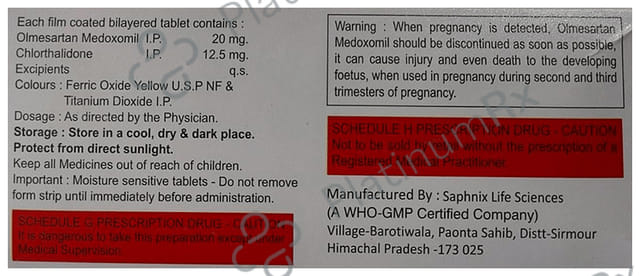 Each film coated bilayered tablet contains :
Olmesartan Medoxomil I.P. 20 mg.
Chlorthalidone I.P. 12.5 mg.
Excipients q.s.
Colours : Ferric Oxide Yellow U.S.P NF &
Titanium Dioxide I.P.
Dosage : As directed by the Physician.
Storage : Store in a cool, dry & dark place.
Protect from direct sunlight.
Keep all Medicines out of reach of children.
Important : Moisture sensitive tablets - Do not remove
form strip until immediately before administration.
SCHEDULE G PRESCRIPTION DRUG - CAUTION
It is dangerous to take this preparation except under
Medical Supervision.
Warning : When pregnancy is detected, Olmesartan
Medoxomil should be discontinued as soon as possible,
it can cause injury and even death to the developing
foetus, when used in pregnancy during second and third
trimesters of pregnancy.
SCHEDULE H PRESCRIPTION DRUG - CAUTION
Not to be sold by retail without the prescription of a
Registered Medical Practitioner.
Manufactured By : Saphnix Life Sciences
(A WHO-GMP Certified Company)
Village-Barotiwala, Paonta Sahib, Distt-Sirmour
Himachal Pradesh -173 025
PlatinumRx